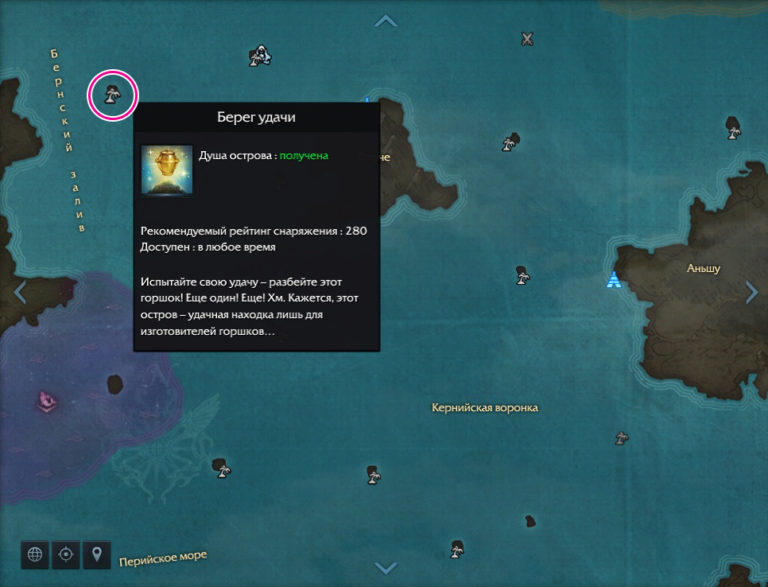 Бернский залив
Берег удачи
Душа острова : получена
не
Рекомендуемый рейтинг снаряжения : 280
Доступен : в любое время
Испытайте свою удачу – разбейте этот
горшок! Еще один! Еще! Хм. Кажется, этот
остров – удачная находка лишь для
изготовителей горшков…
Аньшу
Кернийская воронка
Перийское море